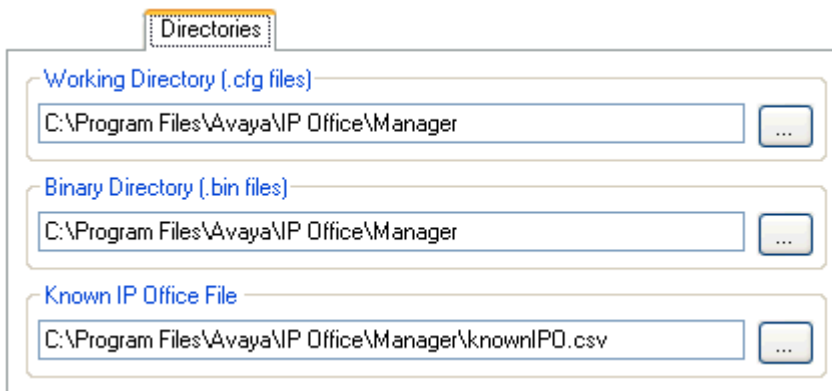 Directories
Working Directory (.cfg files)
C:\Program Files\Avaya\IP Office\Manager
...
Binary Directory (.bin files)
C:\Program Files\Avaya\IP Office\Manager
...
Known IP Office File
C:\Program Files\Avaya\IP Office\Manager\knownIPO.csv
...